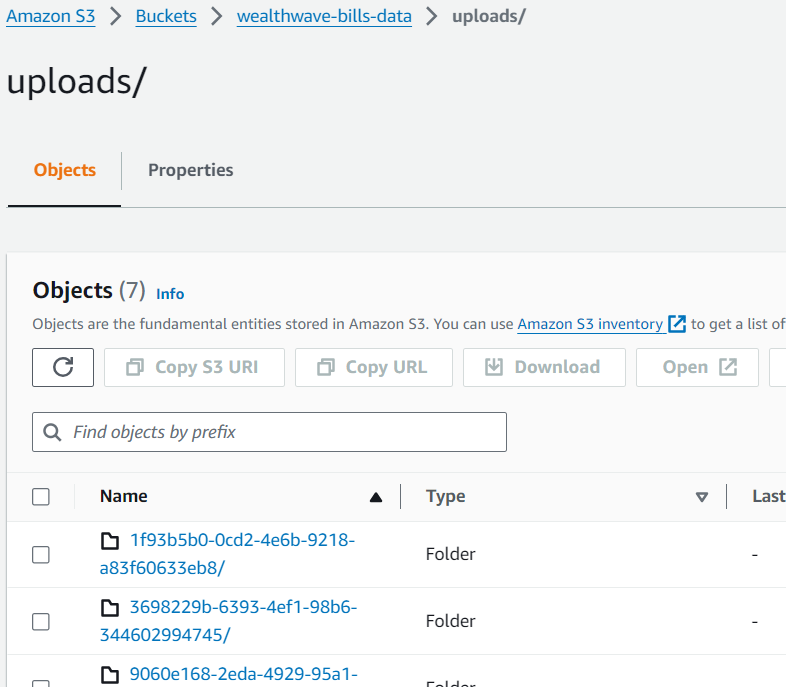 Amazon S3 > Buckets > wealthwave-bills-data > uploads/
uploads/
Objects Properties
Objects (7) Info
Objects are the fundamental entities stored in Amazon S3. You can use Amazon S3 inventory to get a list of
Copy S3 URI Copy URL Download Open
Find objects by prefix
Name Type Last
1f93b5b0-0cd2-4e6b-9218-
a83f60633eb8/
Folder -
3698229b-6393-4ef1-98b6-
344602994745/
Folder -
9060e168-2eda-4929-95a1-
Folder